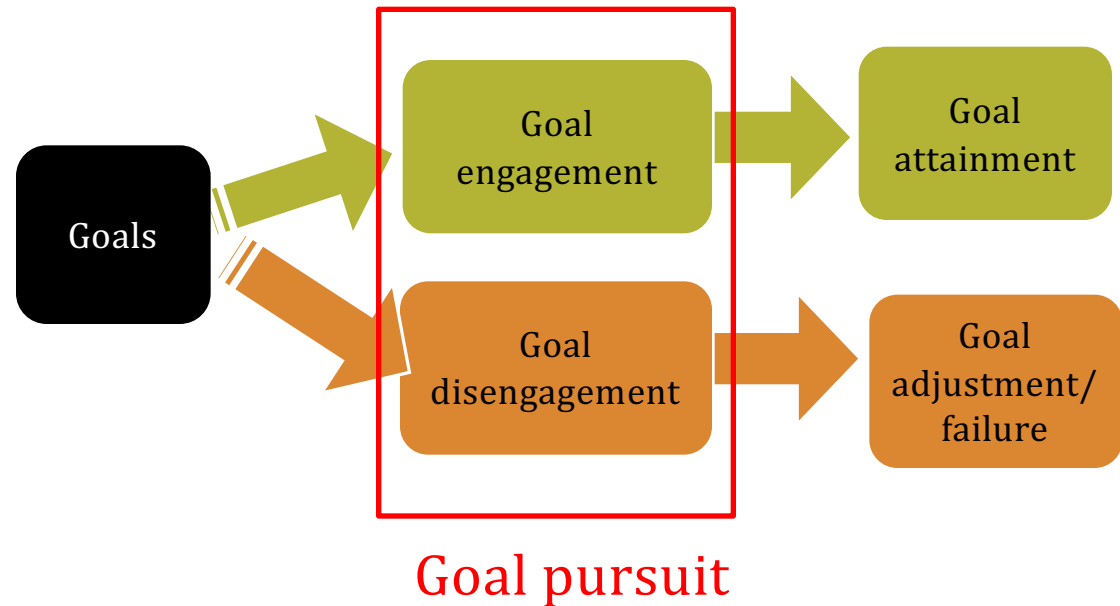 Goals
Goal
engagement
Goal
attainment
Goal
disengagement
Goal
adjustment/
failure
Goal pursuit